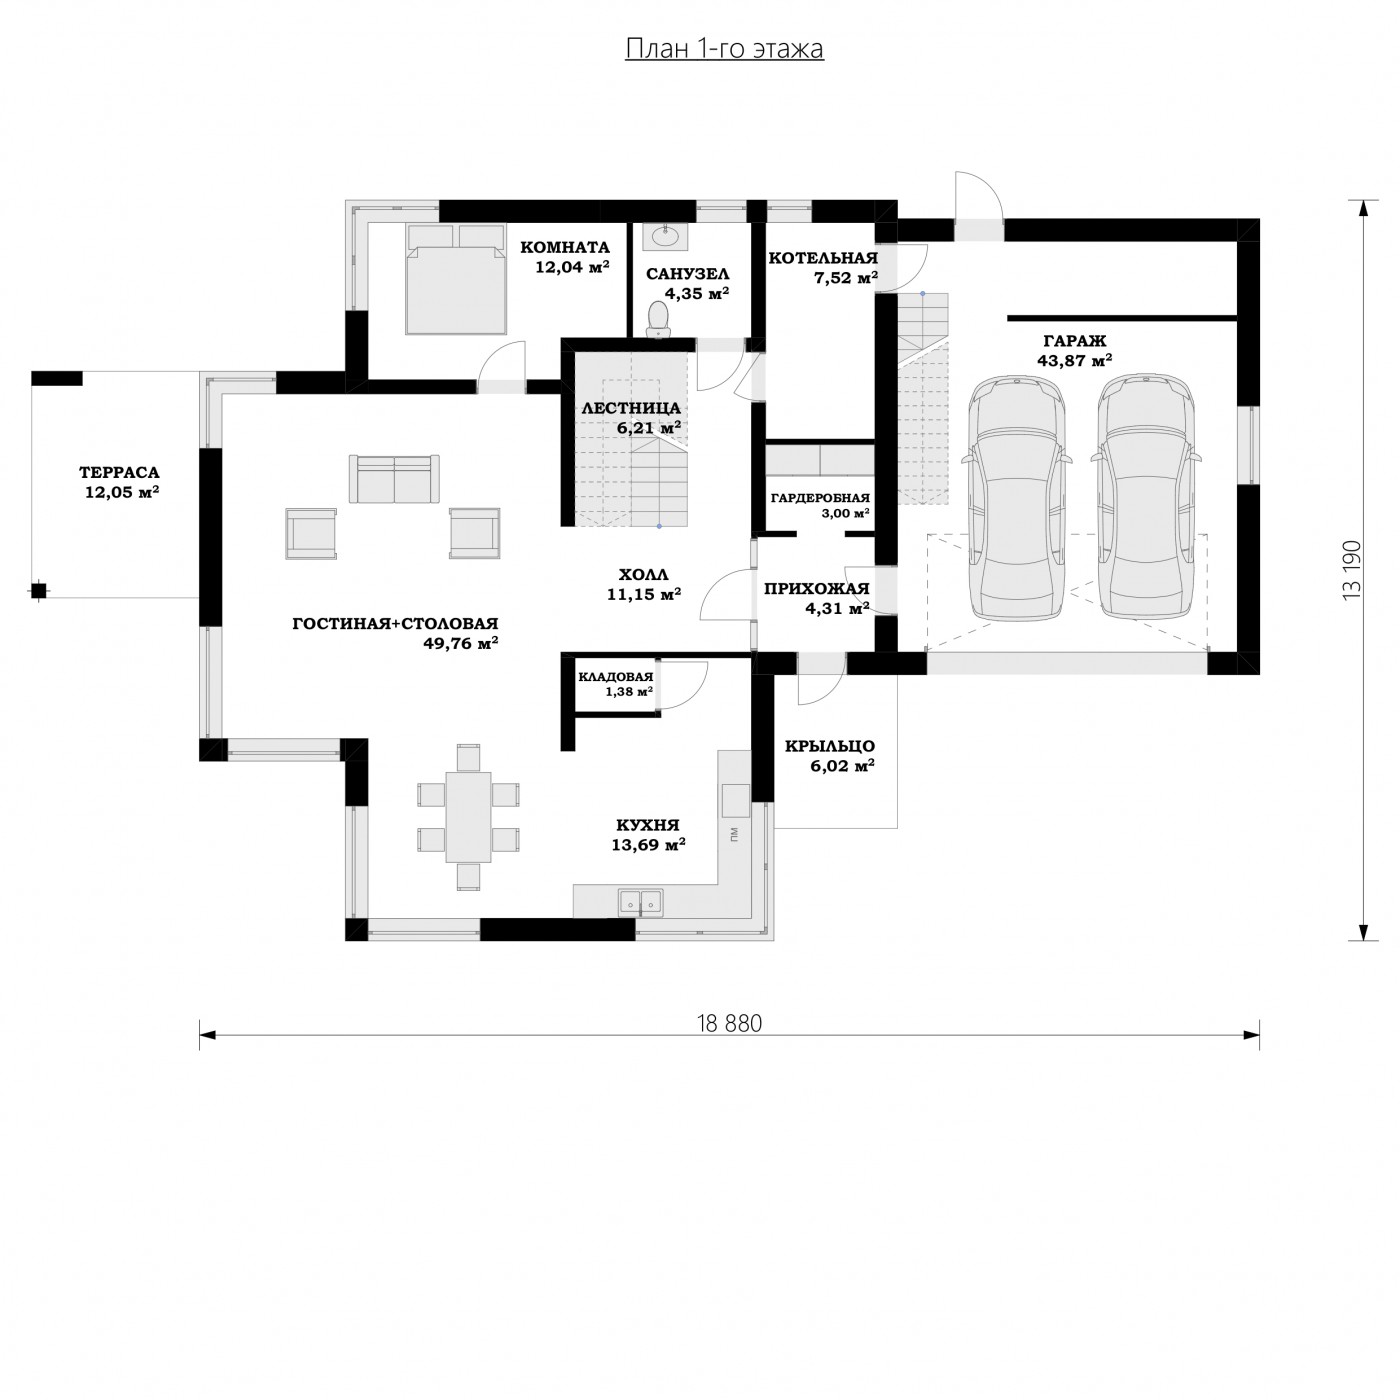 План 1-го этажа
КОМНАТА
12,04 м²
САНУЗЕЛ
4,35 м²
КОТЕЛЬНАЯ
7,52 м²
ГАРАЖ
43,87 м²
ЛЕСТНИЦА
6,21 м²
ТЕРРАСА
12,05 м²
ГАРДЕРОБНАЯ
3,00 м²
ХОЛЛ
11,15 м²
ПРИХОЖАЯ
4,31 м²
ГОСТИНАЯ+СТОЛОВАЯ
49,76 м²
КЛАДОВАЯ
1,38 м²
КРЫЛЬЦО
6,02 м²
КУХНЯ
13,69 м²
ПМ
13 190
18 880